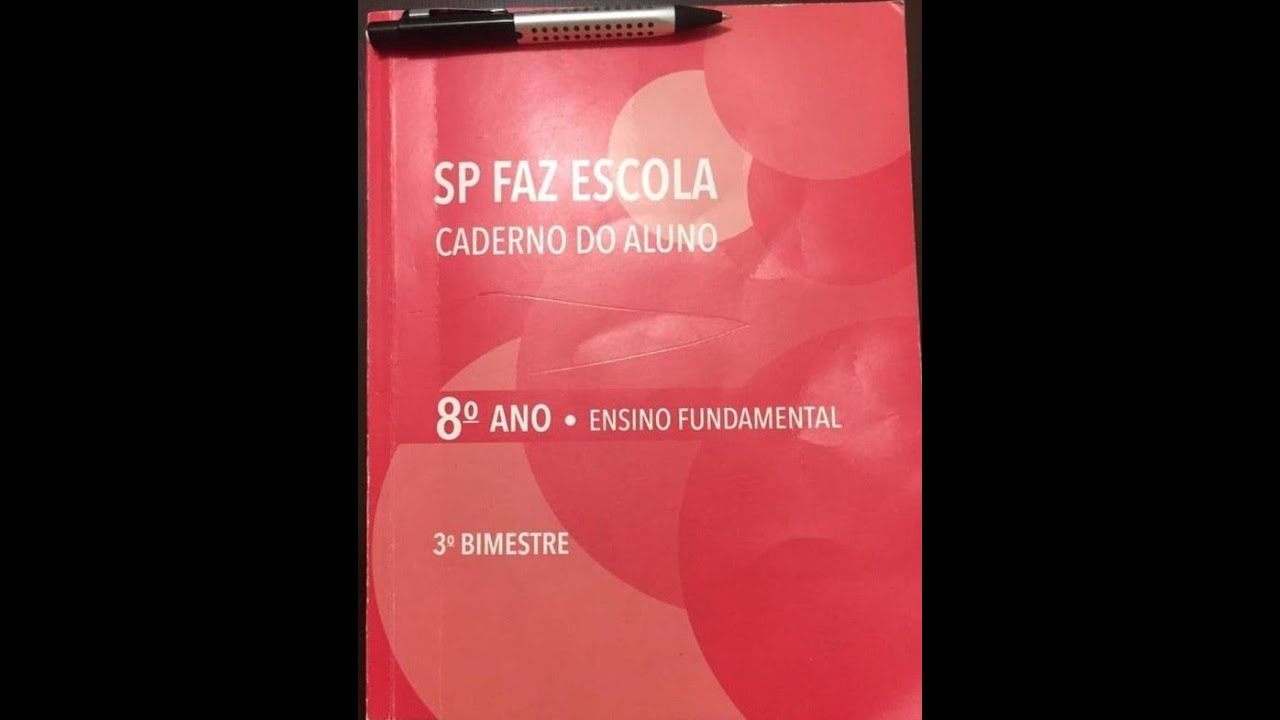 SP FAZ ESCOLA
CADERNO DO ALUNO
8º ANO • ENSINO FUNDAMENTAL
3º BIMESTRE